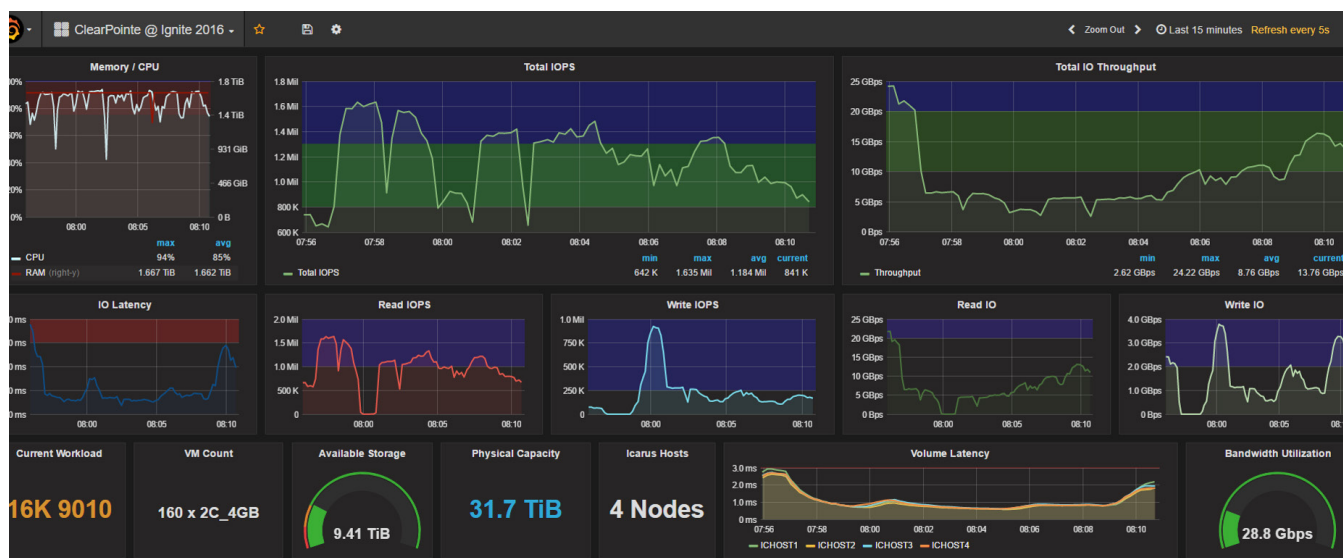 ClearPointe @ Ignite 2016
Zoom Out
Last 15 minutes Refresh every 5s
Memory / CPU
1.8 TiB
1.4 TiB
931 GiB
466 GiB
0 B
08:00 08:05 08:10
max avg
CPU 94% 85%
RAM (right-y) 1.667 TiB 1.662 TiB
Total IOPS
1.8 Mil
1.6 Mil
1.4 Mil
1.2 Mil
1.0 Mil
800 K
600 K
07:56 07:58 08:00 08:02 08:04 08:06 08:08 08:10
min max avg current
Total IOPS 642 K 1.635 Mil 1.184 Mil 841 K
Total IO Throughput
25 GBps
20 GBps
15 GBps
10 GBps
5 GBps
0 Bps
07:56 07:58 08:00 08:02 08:04 08:06 08:08 08:10
min max avg current
Throughput 2.62 GBps 24.22 GBps 8.76 GBps 13.76 GBps
IO Latency
08:00 08:05 08:10
Read IOPS
2.0 Mil
1.5 Mil
1.0 Mil
500 K
0
08:00 08:05 08:10
Write IOPS
1.0 Mil
750 K
500 K
250 K
0
08:00 08:05 08:10
Read IO
25 GBps
20 GBps
15 GBps
10 GBps
5 GBps
0 Bps
08:00 08:05 08:10
Write IO
4.0 GBps
3.0 GBps
2.0 GBps
1.0 GBps
0 Bps
08:00 08:05
Current Workload
16K 9010
VM Count
160 x 2C_4GB
Available Storage
9.41 TiB
Physical Capacity
31.7 TiB
Icarus Hosts
4 Nodes
Volume Latency
3.0 ms
2.0 ms
1.0 ms
0 ms
07:56 07:58 08:00 08:02 08:04 08:06 08:08 08:10
ICHOST1 ICHOST2 ICHOST3 ICHOST4
Bandwidth Utilization
28.8 Gbps